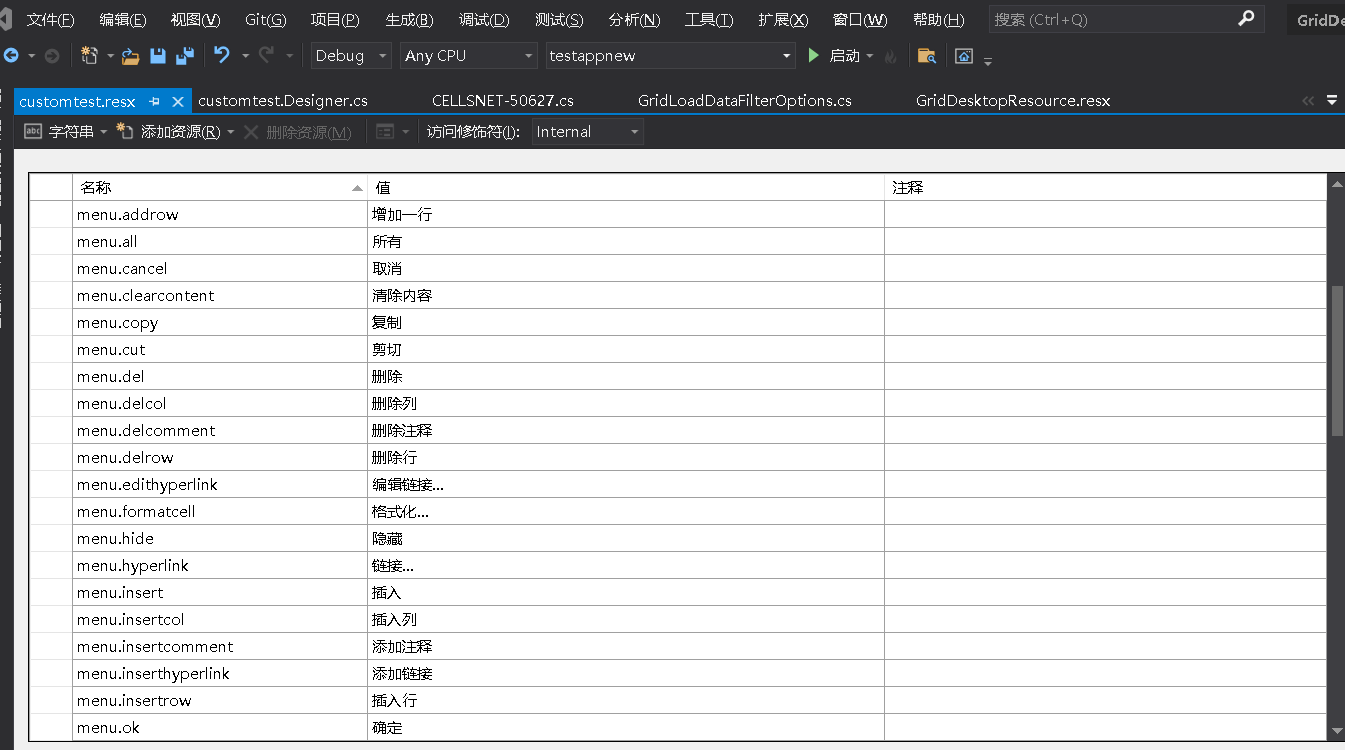 文件(F) 编辑(E) 视图(V) Git(G) 项目(P) 生成(B) 调试(D) 测试(S) 分析(N) 工具(T) 扩展(X) 窗口(W) 帮助(H) 搜索 (Ctrl+Q) GridDe
Debug Any CPU testappnew 启动
customtest.resx customtest.Designer.cs CELLSNET-50627.cs GridLoadDataFilterOptions.cs GridDesktopResource.resx
abc 字符串 添加资源(R) 删除资源(M) 访问修饰符(I): Internal
名称 值 注释
menu.addrow 增加一行
menu.all 所有
menu.cancel 取消
menu.clearcontent 清除内容
menu.copy 复制
menu.cut 剪切
menu.del 删除
menu.delcol 删除列
menu.delcomment 删除注释
menu.delrow 删除行
menu.edithyperlink 编辑链接...
menu.formatcell 格式化...
menu.hide 隐藏
menu.hyperlink 链接...
menu.insert 插入
menu.insertcol 插入列
menu.insertcomment 添加注释
menu.inserthyperlink 添加链接
menu.insertrow 插入行
menu.ok 确定